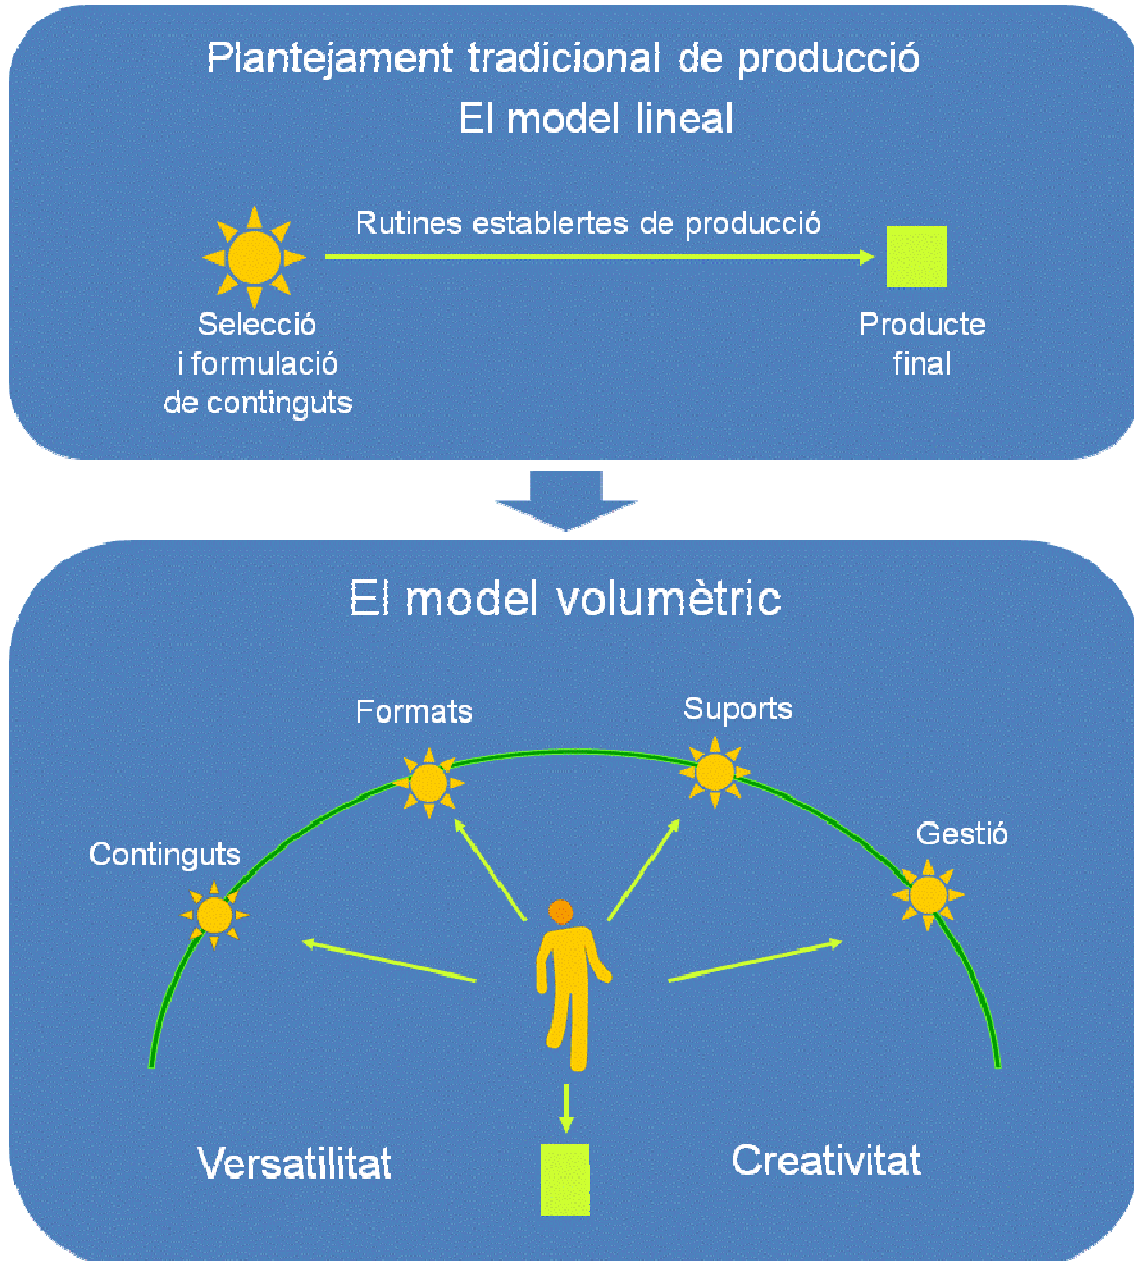 Plantejament tradicional de producció
El model lineal
Rutines establertes de producció
Selecció
i formulació
de continguts
Producte
final
El model volumètric
Formats
Suports
Continguts
Gestió
Versatilitat
Creativitat